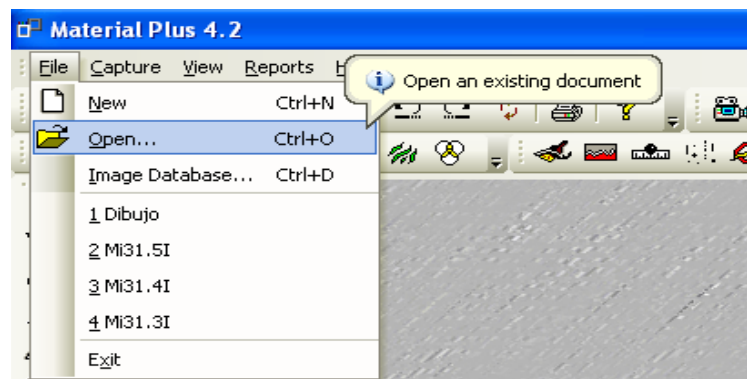 Material Plus 4.2
File Capture View Reports
Open an existing document
New Ctrl+N
Open... Ctrl+O
Image Database... Ctrl+D
1 Dibujo
2 Mi31.5I
3 Mi31.4I
4 Mi31.3I
Exit